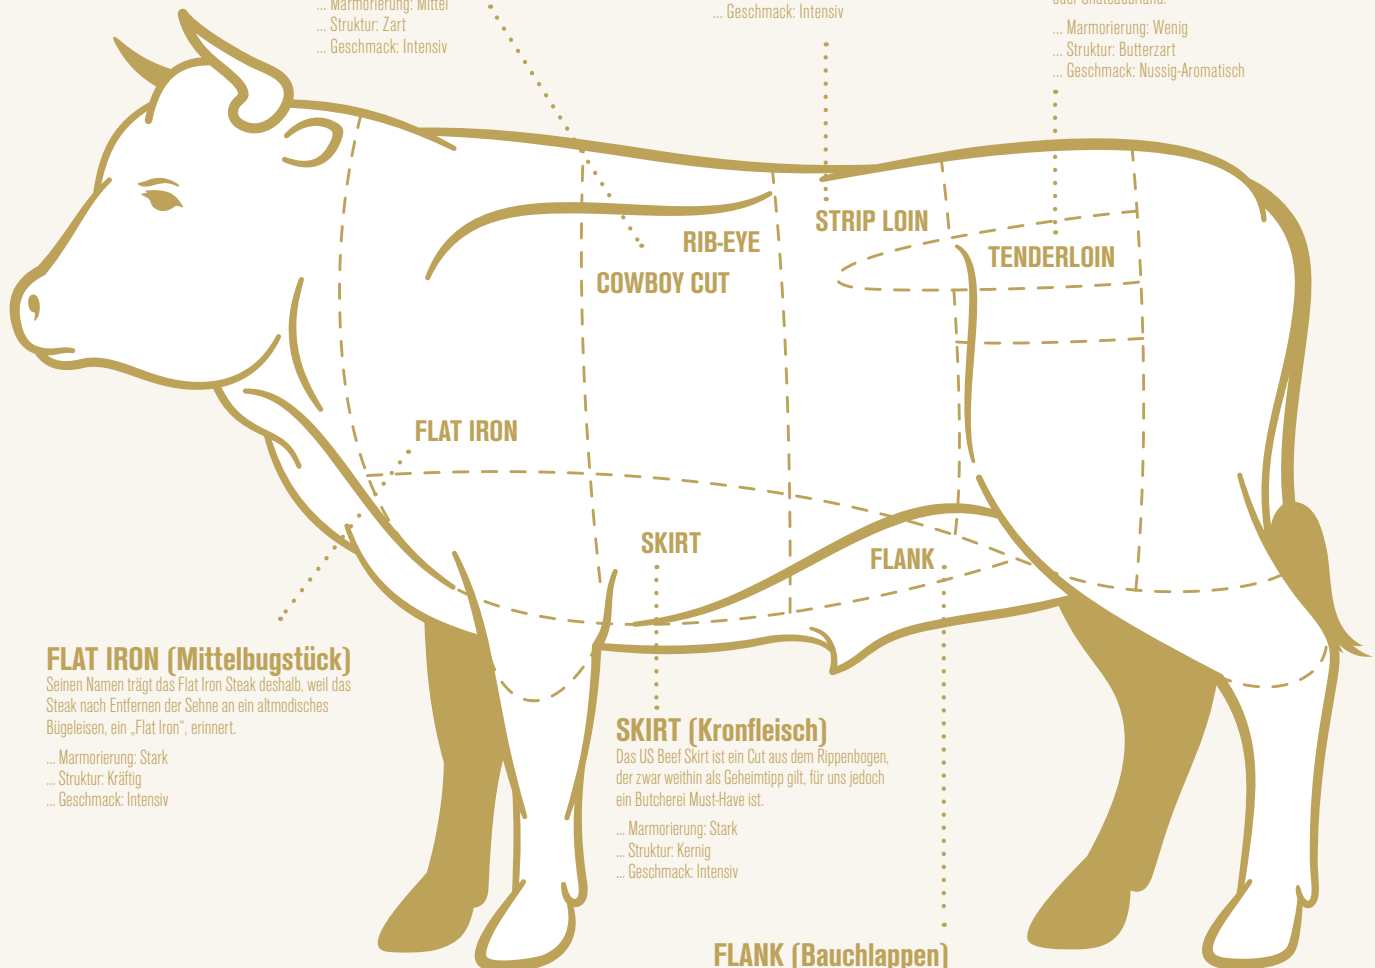 ... Marmorierung: Mittel
... Struktur: Zart
... Geschmack: Intensiv
... Geschmack: Intensiv
oder Chateaubriand.
... Marmorierung: Wenig
... Struktur: Butterzart
... Geschmack: Nussig-Aromatisch
STRIP LOIN
RIB-EYE
TENDERLOIN
COWBOY CUT
FLAT IRON
SKIRT
FLANK
FLAT IRON (Mittelbugstück)
Seinen Namen trägt das Flat Iron Steak deshalb, weil das
Steak nach Entfernen der Sehne an ein altmodisches
Bügeleisen, ein „Flat Iron“, erinnert.
... Marmorierung: Stark
... Struktur: Kräftig
... Geschmack: Intensiv
SKIRT (Kronfleisch)
Das US Beef Skirt ist ein Cut aus dem Rippenbogen,
der zwar weithin als Geheimtipp gilt, für uns jedoch
ein Butcherei Must-Have ist.
... Marmorierung: Stark
... Struktur: Kernig
... Geschmack: Intensiv
FLANK (Bauchlappen)